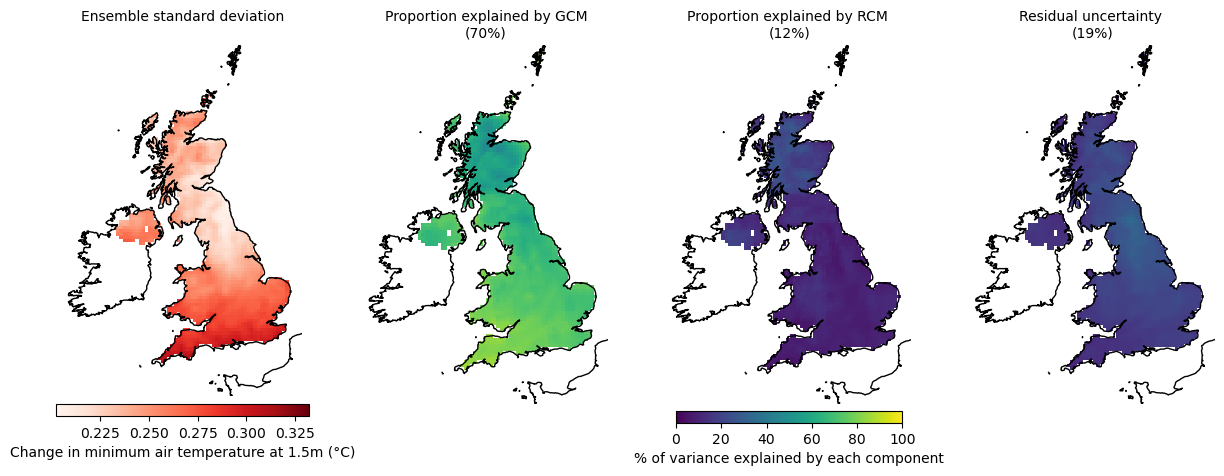 Ensemble standard deviation
Proportion explained by GCM
(70%)
Proportion explained by RCM
(12%)
Residual uncertainty
(19%)
0.225 0.250 0.275 0.300 0.325
Change in minimum air temperature at 1.5m (°C)
0 20 40 60 80 100
% of variance explained by each component